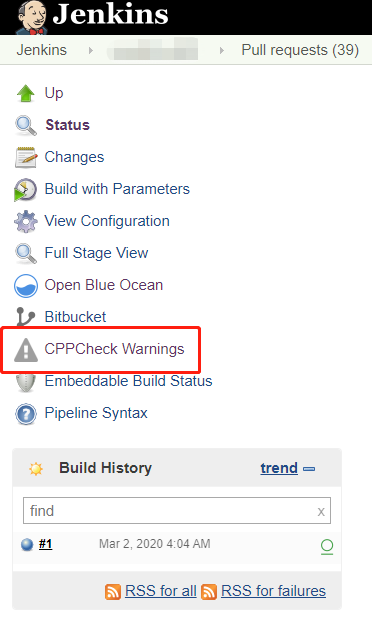 Jenkins
Jenkins Pull requests (39)
Up
Status
Changes
Build with Parameters
View Configuration
Full Stage View
Open Blue Ocean
Bitbucket
CPPCheck Warnings
Embeddable Build Status
Pipeline Syntax
Build History trend
find x
#1 Mar 2, 2020 4:04 AM
RSS for all RSS for failures